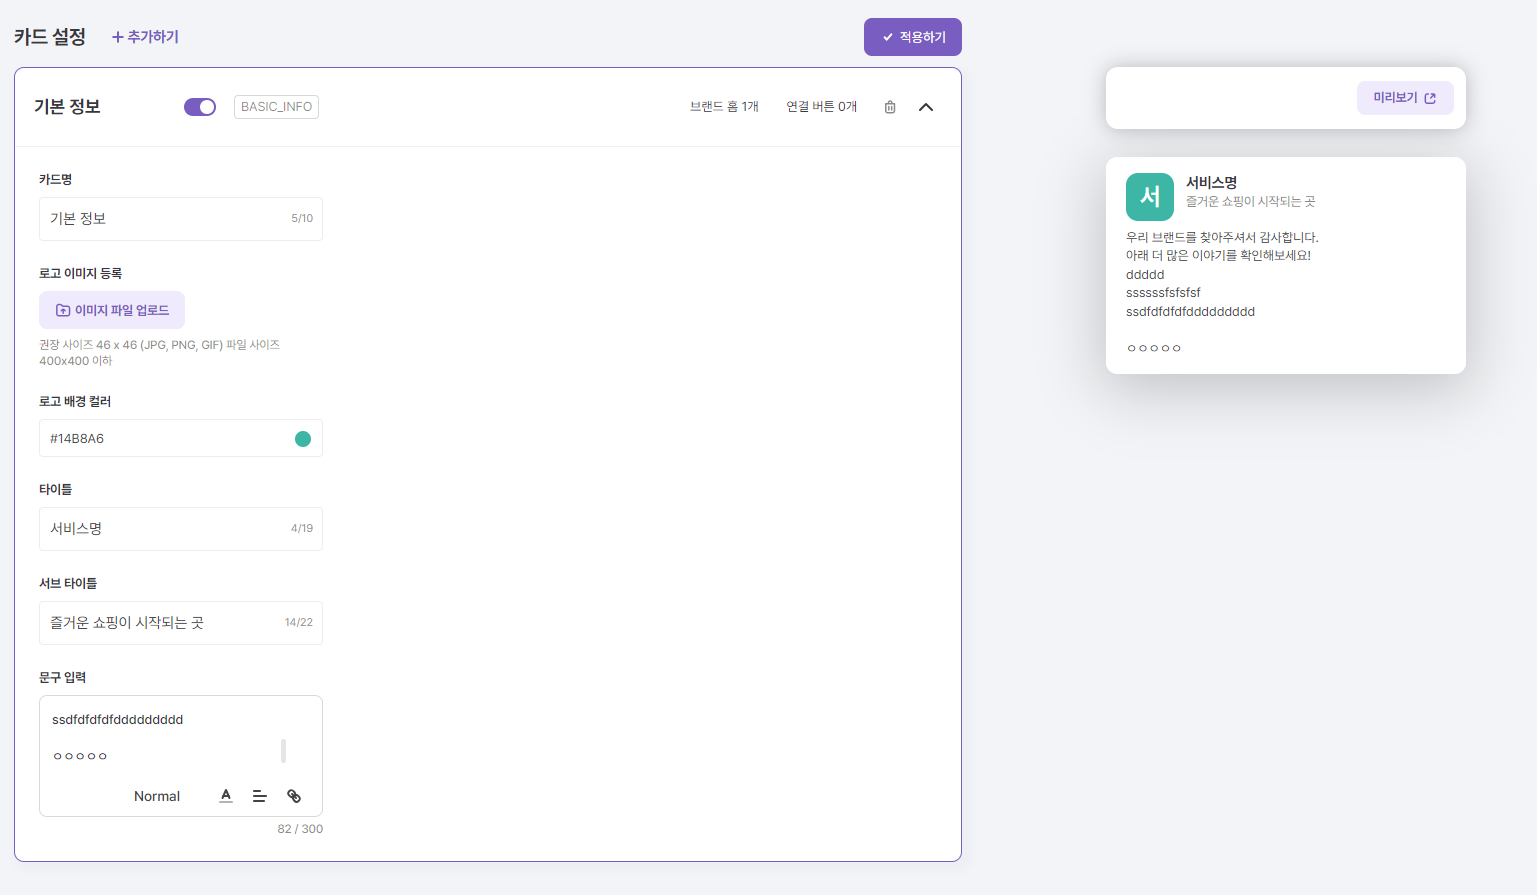 카드 설정
추가하기
적용하기
기본 정보
BASIC_INFO
브랜드 홈 1개
연결 버튼 0개
카드명
기본 정보
5/10
로고 이미지 등록
이미지 파일 업로드
권장 사이즈 46 x 46 (JPG, PNG, GIF) 파일 사이즈
400x400 이하
로고 배경 컬러
#14B8A6
타이틀
서비스명
4/19
서브 타이틀
즐거운 쇼핑이 시작되는 곳
14/22
문구 입력
ssdfdfdfdfddddddddd
ㅇㅇㅇㅇㅇ
Normal
A
82 / 300
미리보기
서
서비스명
즐거운 쇼핑이 시작되는 곳
우리 브랜드를 찾아주셔서 감사합니다.
아래 더 많은 이야기를 확인해보세요!
ddddd
ssssssfsfsfsf
ssdfdfdfdfddddddddd
ㅇㅇㅇㅇㅇ